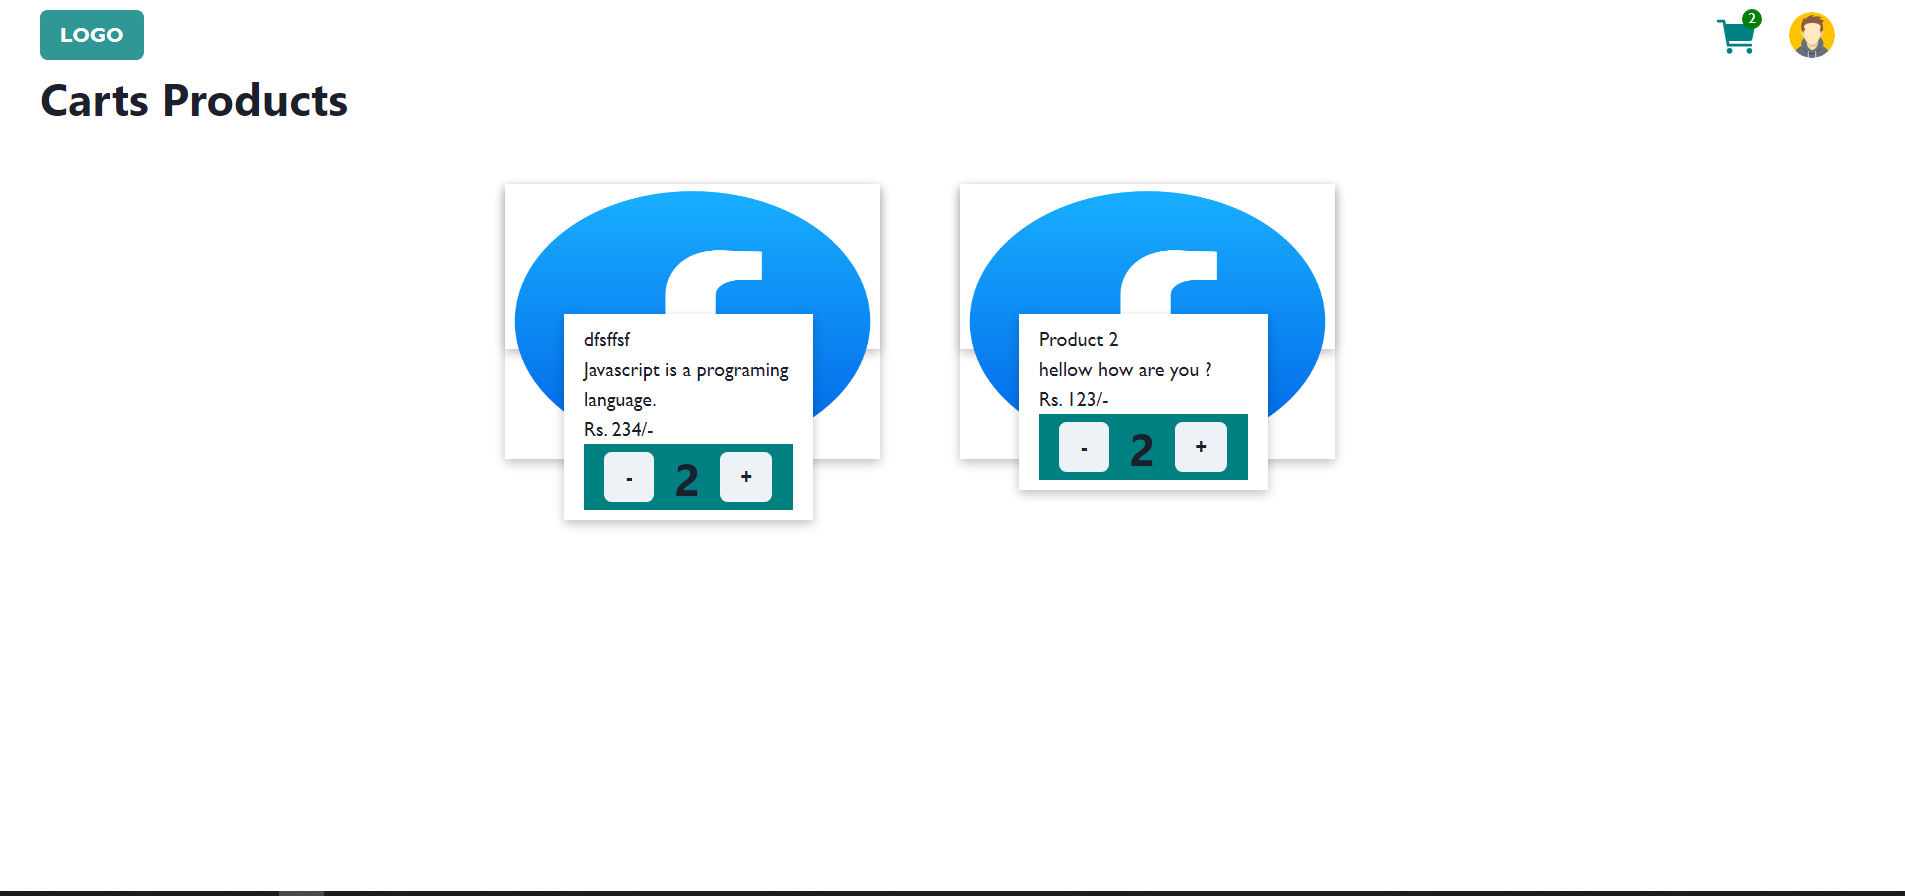 LOGO
2
Carts Products
f
dfsffsf
Javascript is a programing
language.
Rs. 234/-
- 2 +
f
Product 2
hellow how are you ?
Rs. 123/-
- 2 +